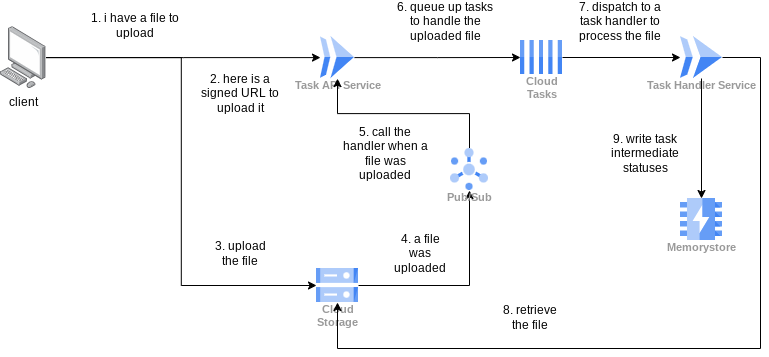 1. i have a file to
upload
6. queue up tasks
to handle the
uploaded file
7. dispatch to a
task handler to
process the file
client
2. here is a
signed URL to
upload it
Task API Service
Cloud
Tasks
Task Handler Service
5. call the
handler when a
file was
uploaded
9. write task
intermediate
statuses
Pub/Sub
3. upload
the file
4. a file
was
uploaded
Memorystore
Cloud
Storage
8. retrieve
the file